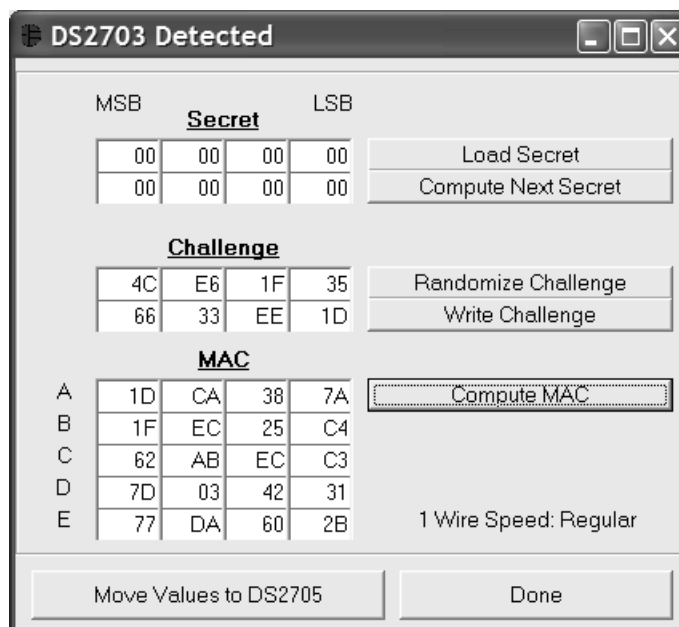 DS2703 Detected
MSB LSB
Secret
00 00 00 00 Load Secret
00 00 00 00 Compute Next Secret
Challenge
4C E6 1F 35 Randomize Challenge
66 33 EE 1D Write Challenge
MAC
A 1D CA 38 7A Compute MAC
B 1F EC 25 C4
C 62 AB EC C3
D 7D 03 42 31
E 77 DA 60 2B 1 Wire Speed: Regular
Move Values to DS2705 Done